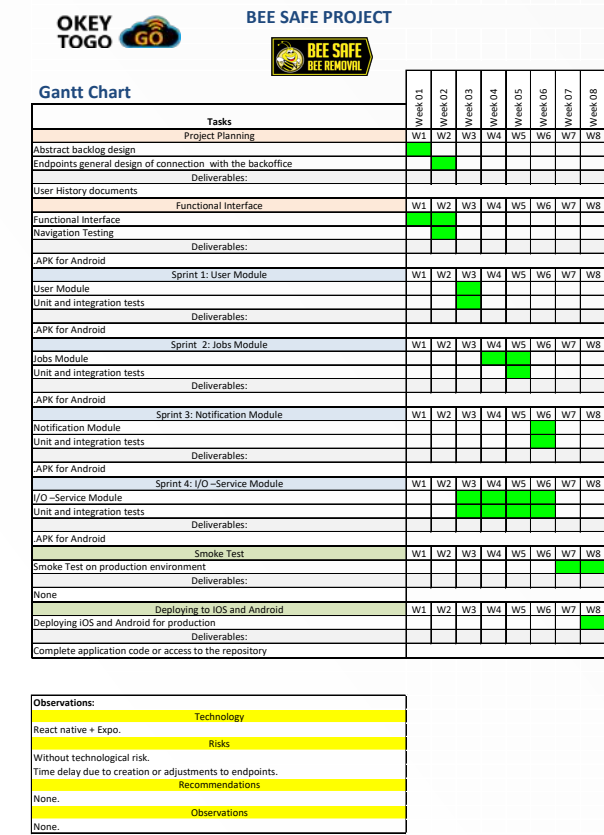 BEE SAFE PROJECT
OKEY
TOGO
GO
BEE SAFE
BEE REMOVAL
Gantt Chart
Week 01 Week 02 Week 03 Week 04 Week 05 Week 06 Week 07 Week 08
Tasks
Project Planning W1 W2 W3 W4 W5 W6 W7 W8
Abstract backlog design
Endpoints general design of connection with the backoffice
Deliverables:
User History documents
Functional Interface W1 W2 W3 W4 W5 W6 W7 W8
Functional Interface
Navigation Testing
Deliverables:
.APK for Android
Sprint 1: User Module W1 W2 W3 W4 W5 W6 W7 W8
User Module
Unit and integration tests
Deliverables:
.APK for Android
Sprint 2: Jobs Module W1 W2 W3 W4 W5 W6 W7 W8
Jobs Module
Unit and integration tests
Deliverables:
.APK for Android
Sprint 3: Notification Module W1 W2 W3 W4 W5 W6 W7 W8
Notification Module
Unit and integration tests
Deliverables:
.APK for Android
Sprint 4: I/O –Service Module W1 W2 W3 W4 W5 W6 W7 W8
I/O –Service Module
Unit and integration tests
Deliverables:
.APK for Android
Smoke Test W1 W2 W3 W4 W5 W6 W7 W8
Smoke Test on production environment
Deliverables:
None
Deploying to IOS and Android W1 W2 W3 W4 W5 W6 W7 W8
Deploying iOS and Android for production
Deliverables:
Complete application code or access to the repository
Observations:
Technology
React native + Expo.
Risks
Without technological risk.
Time delay due to creation or adjustments to endpoints.
Recommendations
None.
Observations
None.